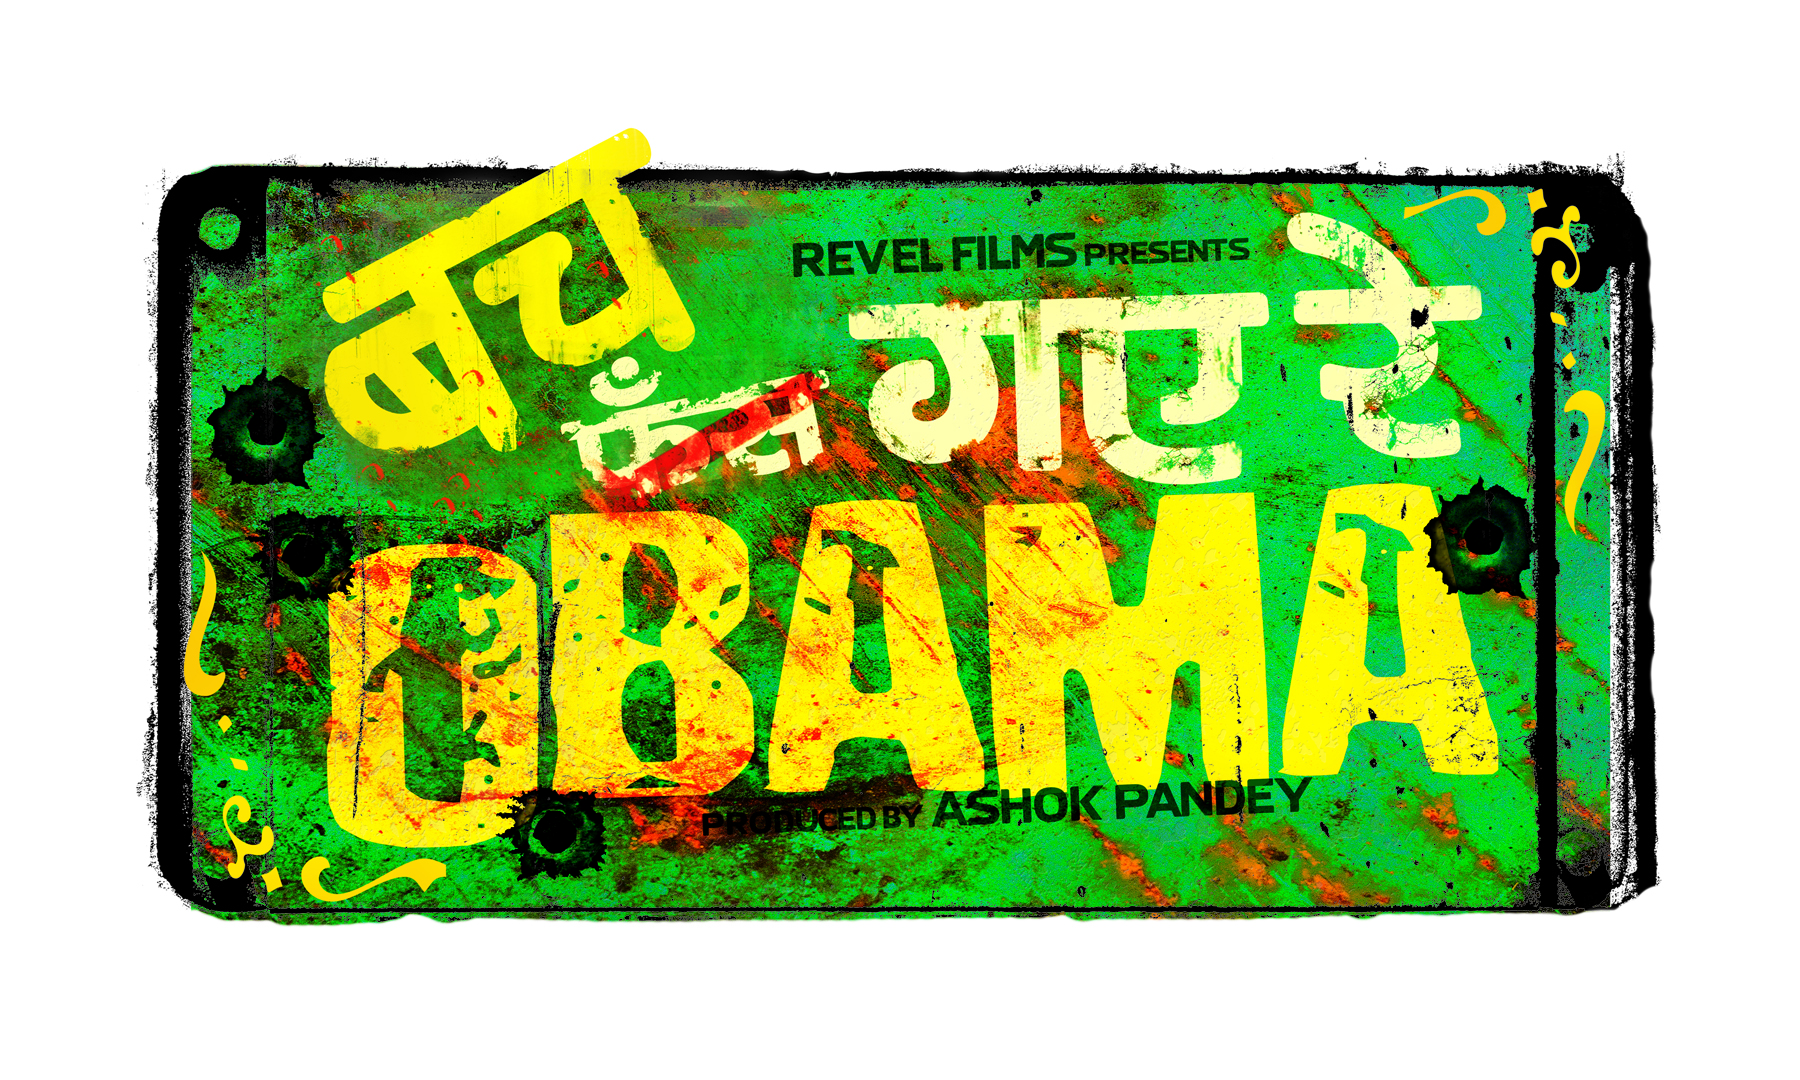 REVEL FILMS PRESENTS
बच फँस गए रे
OBAMA
PRODUCED BY ASHOK PANDEY